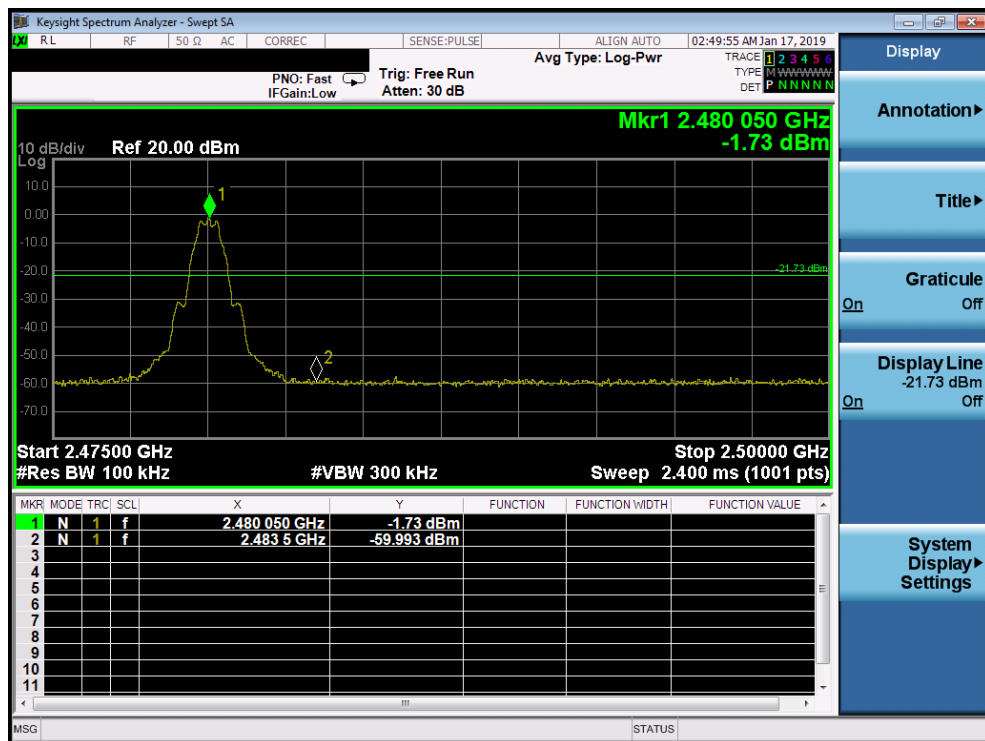 Keysight Spectrum Analyzer - Swept SA
LXI RL RF 50 Ω AC CORREC SENSE:PULSE ALIGN AUTO 02:49:55 AM Jan 17, 2019
Display
Avg Type: Log-Pwr
TRACE 1 2 3 4 5 6
TYPE M WWWWW
DET P N N N N N
PNO: Fast
IFGain:Low
Trig: Free Run
Atten: 30 dB
Annotation
Mkr1 2.480 050 GHz
-1.73 dBm
10 dB/div Ref 20.00 dBm
Log
10.0
0.00
-10.0
-20.0
-30.0
-40.0
-50.0
-60.0
-70.0
1
-21.73 dBm
2
Title
Graticule
On Off
Display Line
-21.73 dBm
On Off
Start 2.47500 GHz Stop 2.50000 GHz
#Res BW 100 kHz #VBW 300 kHz Sweep 2.400 ms (1001 pts)
MKR MODE TRC SCL X Y FUNCTION FUNCTION WIDTH FUNCTION VALUE
1 N 1 f 2.480 050 GHz -1.73 dBm
2 N 1 f 2.483 5 GHz -59.993 dBm
3
4
5
6
7
8
9
10
11
System
Display
Settings
MSG STATUS